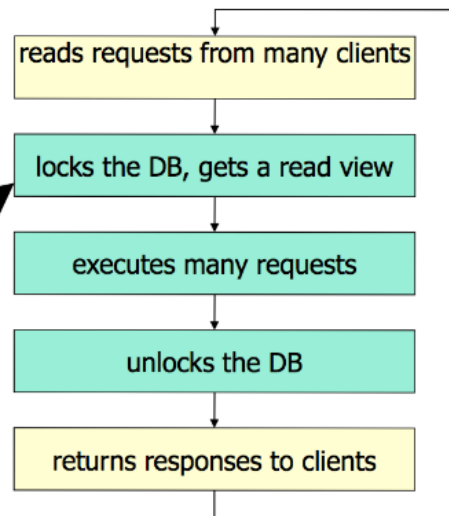 reads requests from many clients
locks the DB, gets a read view
executes many requests
unlocks the DB
returns responses to clients